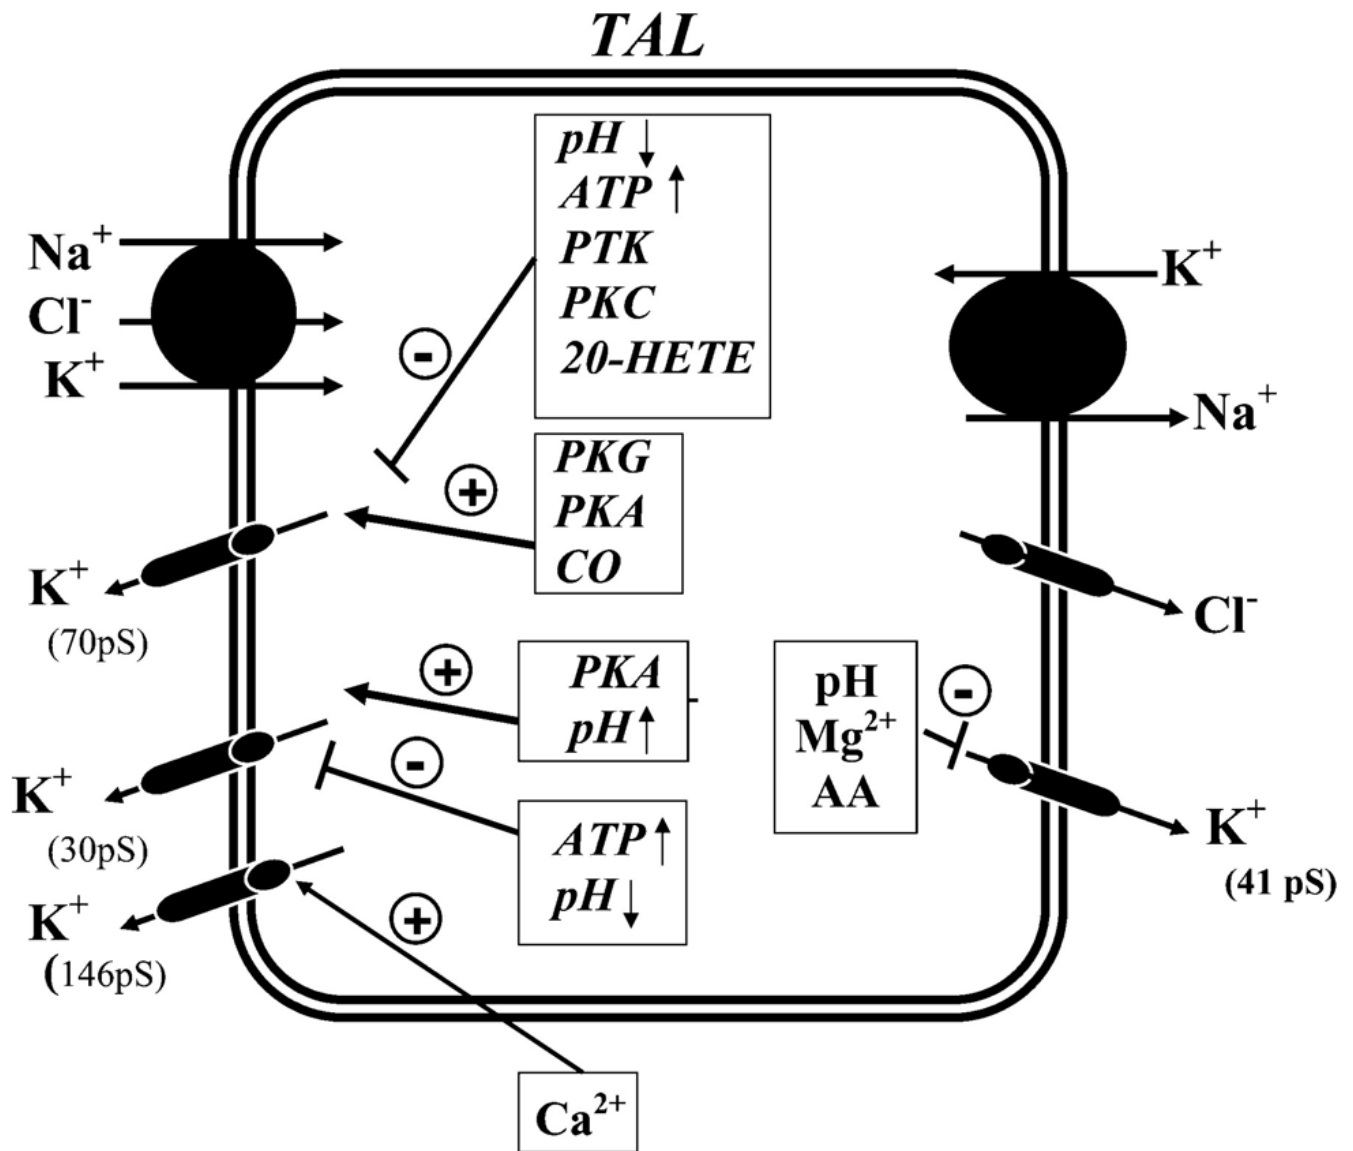 TAL
pH ↓
ATP ↑
PTK
PKC
20-HETE
Na⁺
Cl⁻
K⁺
-
PKG
PKA
CO
+
K⁺
(70pS)
PKA
pH ↑
+
-
K⁺
(30pS)
ATP ↑
pH ↓
K⁺
(146pS)
+
Ca²⁺
K⁺
Na⁺
Cl⁻
pH
Mg²⁺
AA
-
K⁺
(41 pS)